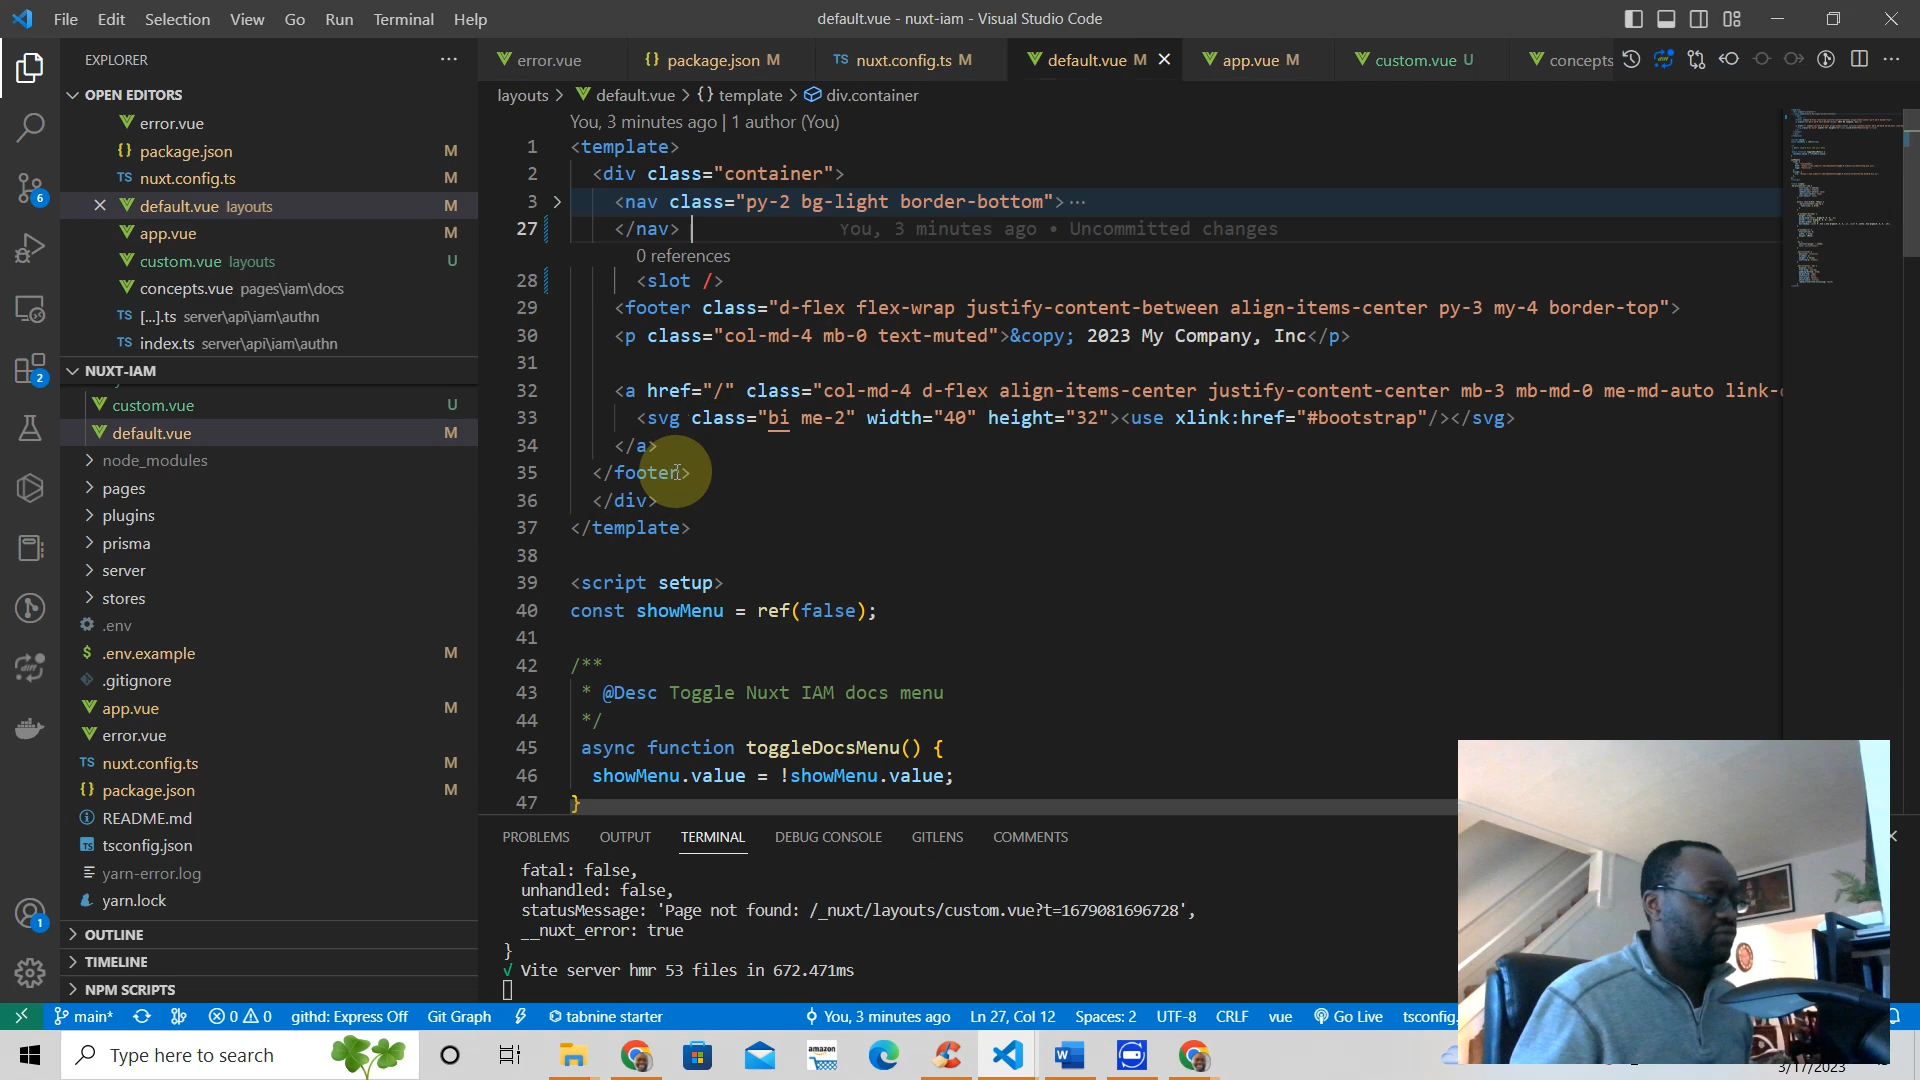 File Edit Selection View Go Run Terminal Help
default.vue - nuxt-iam - Visual Studio Code
EXPLORER
OPEN EDITORS
error.vue
{} package.json M
TS nuxt.config.ts M
default.vue layouts M
app.vue M
custom.vue layouts U
concepts.vue pages\iam\docs
TS [...].ts server\api\iam\authn
TS index.ts server\api\iam\authn
NUXT-IAM
custom.vue U
default.vue M
node_modules
pages
plugins
prisma
server
stores
.env
$ .env.example M
.gitignore
app.vue M
error.vue
TS nuxt.config.ts M
{} package.json M
README.md
tsconfig.json
yarn-error.log
yarn.lock
OUTLINE
TIMELINE
NPM SCRIPTS
6
2
1
error.vue {} package.json M TS nuxt.config.ts M default.vue M app.vue M custom.vue U concepts
layouts > default.vue > {} template > div.container
You, 3 minutes ago | 1 author (You)
1 <template>
2 <div class="container">
3 <nav class="py-2 bg-light border-bottom">⋯
27 </nav> You, 3 minutes ago • Uncommitted changes
0 references
28 <slot />
29 <footer class="d-flex flex-wrap justify-content-between align-items-center py-3 my-4 border-top">
30 <p class="col-md-4 mb-0 text-muted">&copy; 2023 My Company, Inc</p>
31
32 <a href="/" class="col-md-4 d-flex align-items-center justify-content-center mb-3 mb-md-0 me-md-auto link-
33 <svg class="bi me-2" width="40" height="32"><use xlink:href="#bootstrap"/></svg>
34 </a>
35 </footer>
36 </div>
37 </template>
38
39 <script setup>
40 const showMenu = ref(false);
41
42 /**
43 * @Desc Toggle Nuxt IAM docs menu
44 */
45 async function toggleDocsMenu() {
46 showMenu.value = !showMenu.value;
47 }
PROBLEMS OUTPUT TERMINAL DEBUG CONSOLE GITLENS COMMENTS
fatal: false,
unhandled: false,
statusMessage: 'Page not found: /_nuxt/layouts/custom.vue?t=1679081696728',
__nuxt_error: true
}
√ Vite server hmr 53 files in 672.471ms
main* 0 0 githd: Express Off Git Graph tabnine starter You, 3 minutes ago Ln 27, Col 12 Spaces: 2 UTF-8 CRLF vue Go Live tsconfig.
Type here to search
amazon
3/17/2023